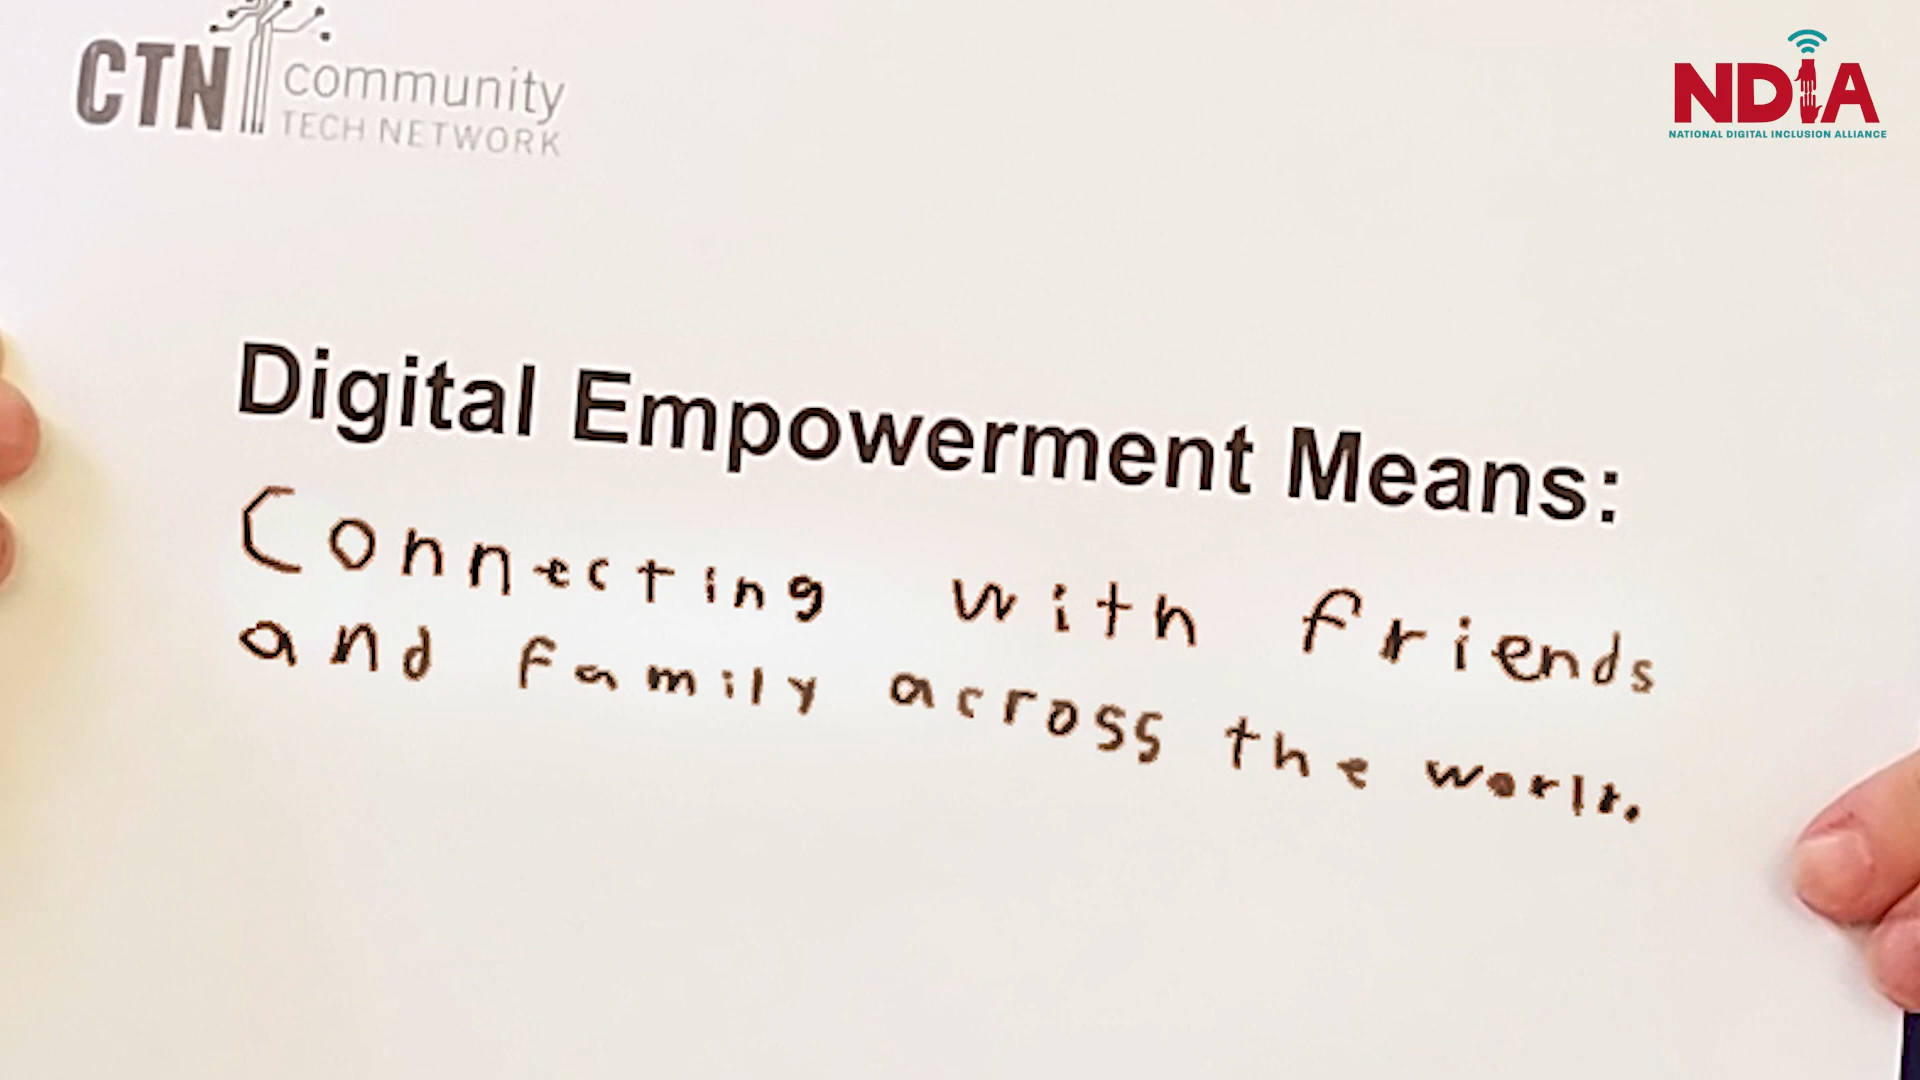 CTN community
TECH NETWORK
NDIA
NATIONAL DIGITAL INCLUSION ALLIANCE
Digital Empowerment Means:
Connecting with friends
and family across the world.